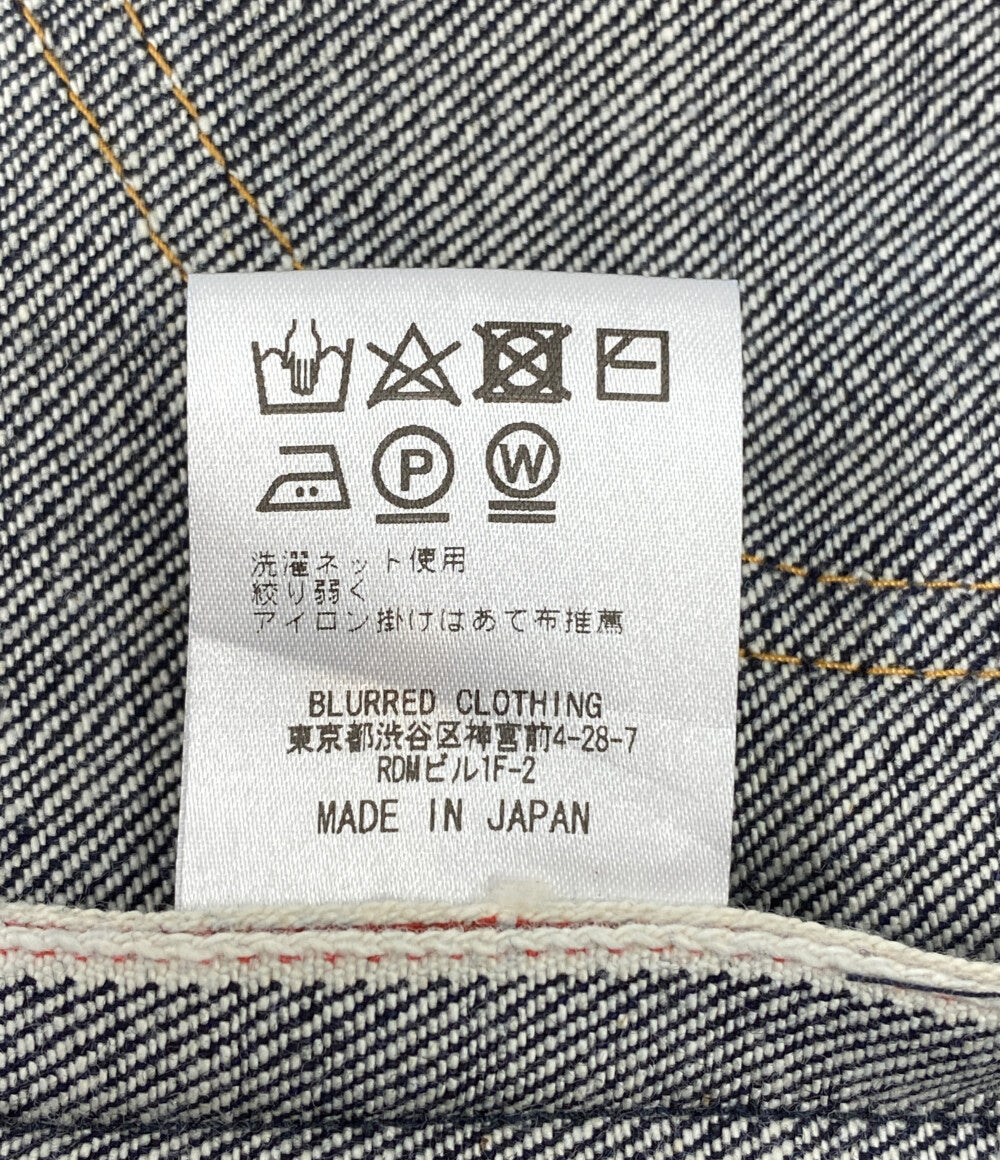 P W
洗濯ネット使用
絞り弱く
アイロン掛けはあて布推薦
BLURRED CLOTHING
東京都渋谷区神宮前4-28-7
RDMビル1F-2
MADE IN JAPAN